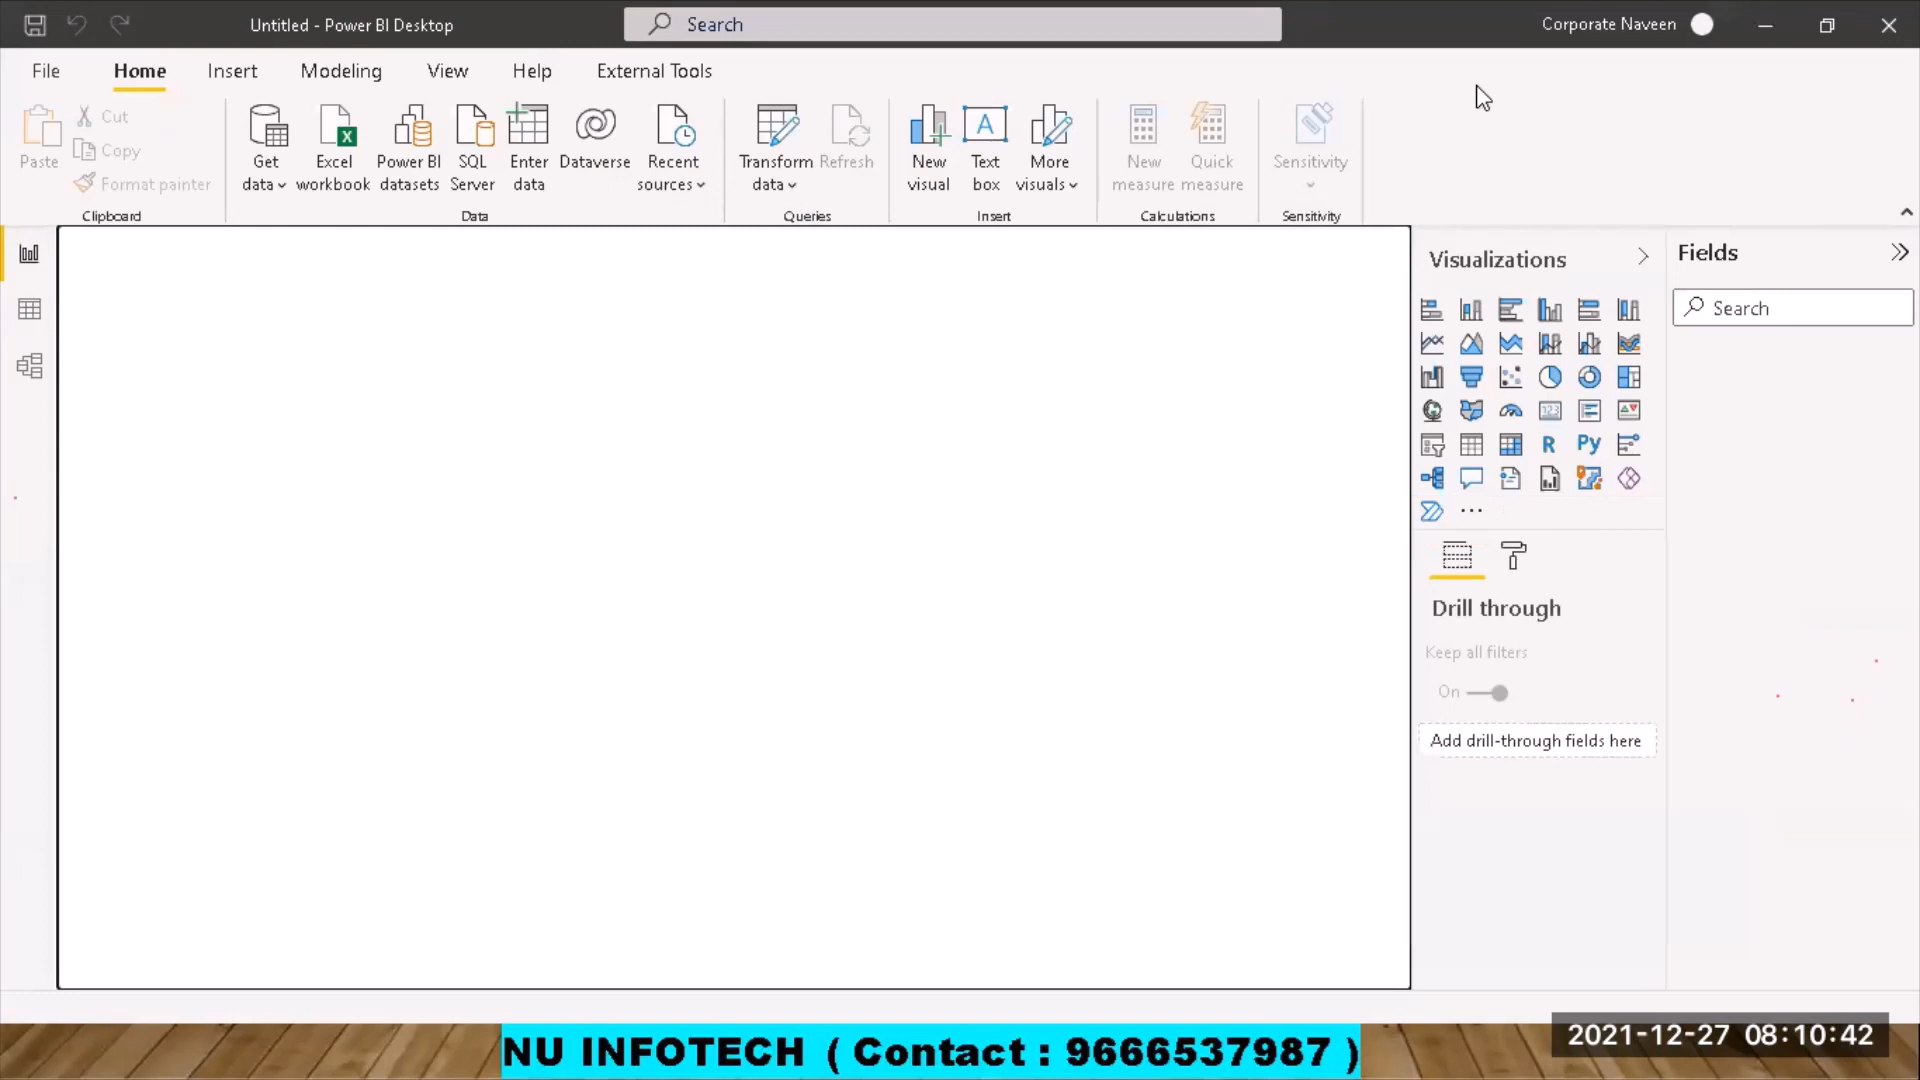 Untitled - Power BI Desktop
Search
Corporate Naveen
File
Home
Insert
Modeling
View
Help
External Tools
Paste
Cut
Copy
Format painter
Clipboard
Get data
Excel workbook
Power BI datasets
SQL Server
Enter data
Dataverse
Recent sources
Data
Transform data
Refresh
Queries
New visual
Text box
More visuals
Insert
New measure
Quick measure
Calculations
Sensitivity
Sensitivity
Visualizations
Fields
Search
123
R
Py
Drill through
Keep all filters
On
Add drill-through fields here
NU INFOTECH ( Contact : 9666537987 )
2021-12-27 08:10:42